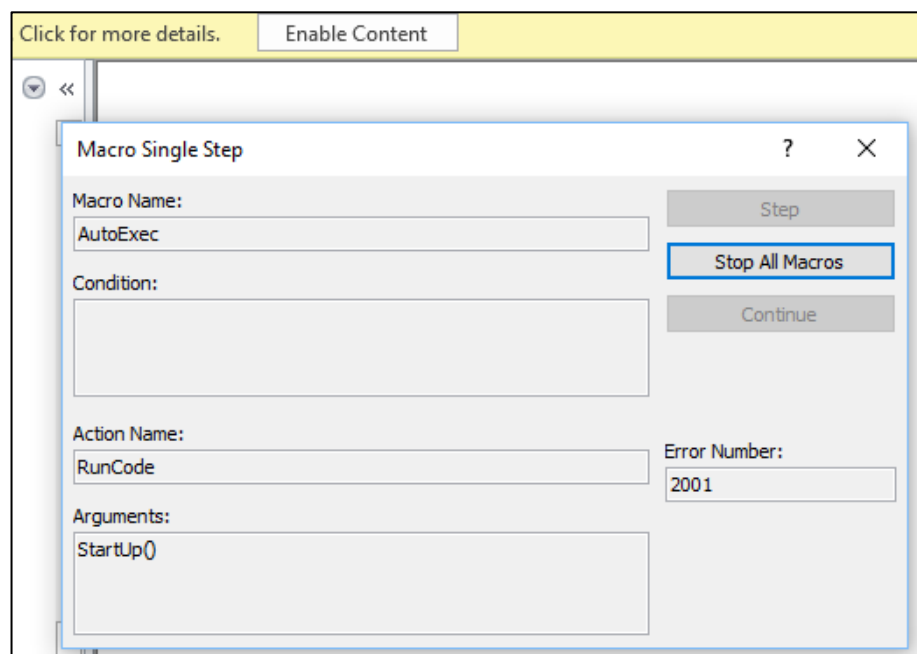 Click for more details. Enable Content
«
Macro Single Step ? ×
Macro Name:
AutoExec
Step
Stop All Macros
Condition:
Continue
Action Name:
RunCode
Error Number:
2001
Arguments:
StartUp()